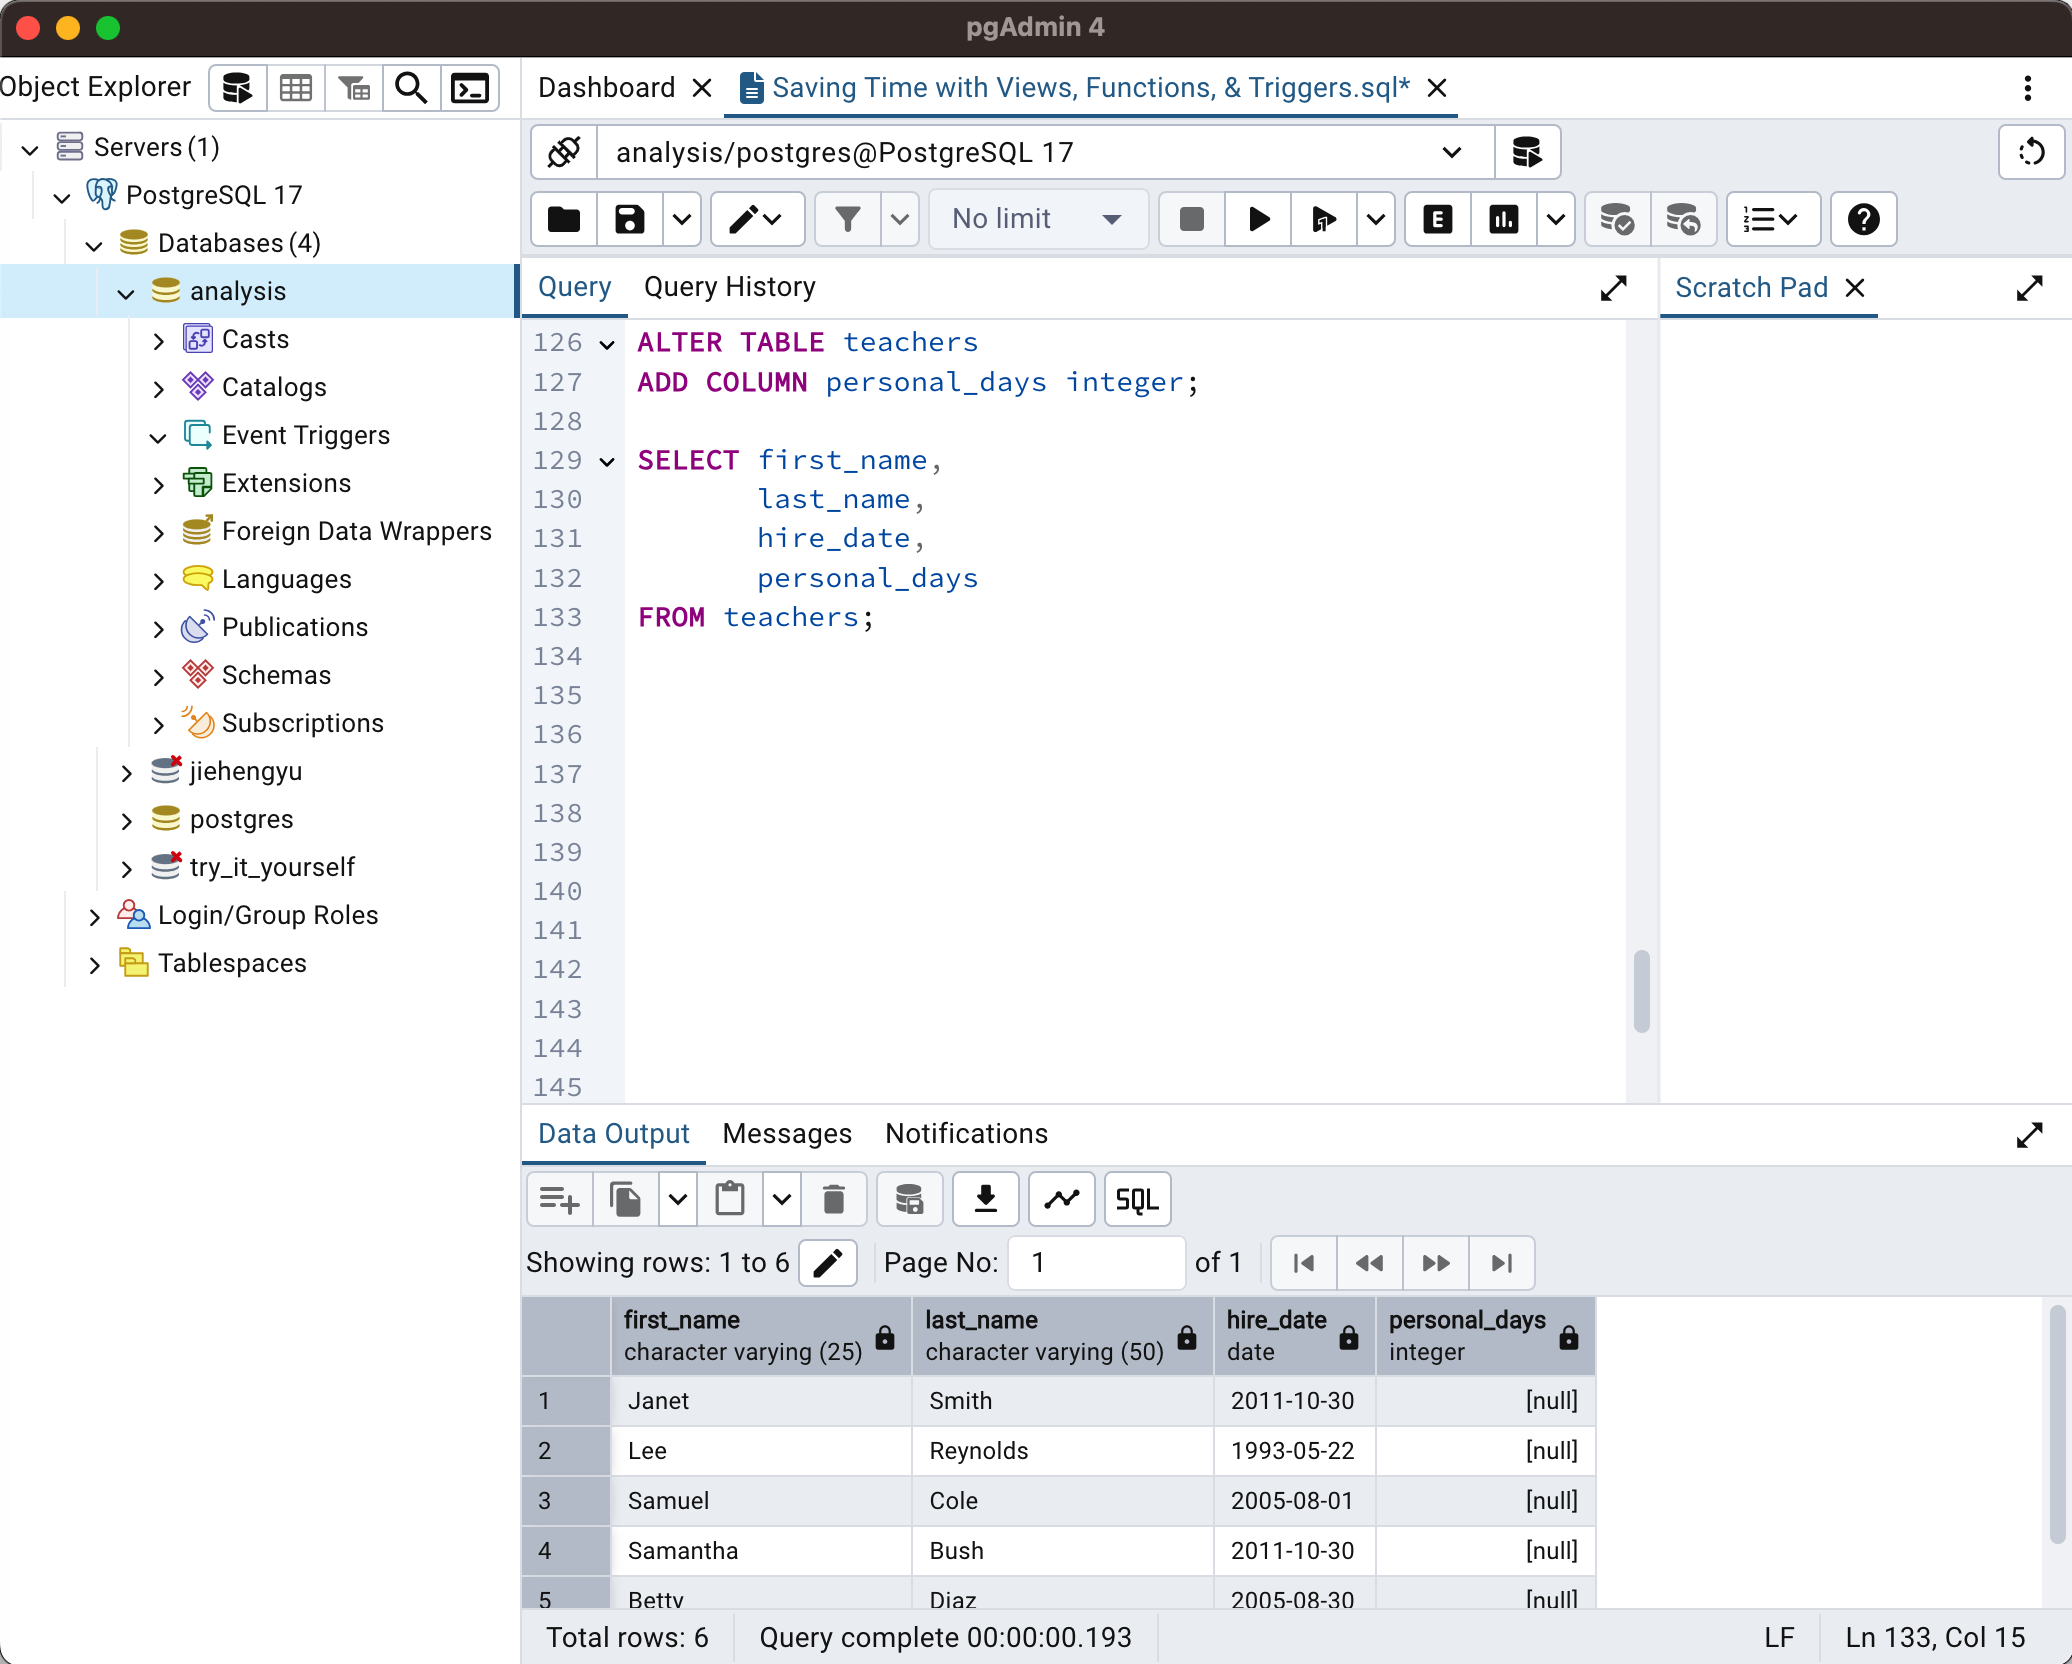 pgAdmin 4
Object Explorer
Dashboard
Saving Time with Views, Functions, & Triggers.sql*
Servers (1)
PostgreSQL 17
Databases (4)
analysis
Casts
Catalogs
Event Triggers
Extensions
Foreign Data Wrappers
Languages
Publications
Schemas
Subscriptions
jiehengyu
postgres
try_it_yourself
Login/Group Roles
Tablespaces
analysis/postgres@PostgreSQL 17
No limit
E
Query
Query History
Scratch Pad
126 ALTER TABLE teachers
127 ADD COLUMN personal_days integer;
128
129 SELECT first_name,
130 last_name,
131 hire_date,
132 personal_days
133 FROM teachers;
134
135
136
137
138
139
140
141
142
143
144
145
Data Output Messages Notifications
SQL
Showing rows: 1 to 6 Page No: 1 of 1
first_name last_name hire_date personal_days
character varying (25) character varying (50) date integer
1 Janet Smith 2011-10-30 [null]
2 Lee Reynolds 1993-05-22 [null]
3 Samuel Cole 2005-08-01 [null]
4 Samantha Bush 2011-10-30 [null]
5 Betty Diaz 2005-08-30 [null]
Total rows: 6 Query complete 00:00:00.193 LF Ln 133, Col 15